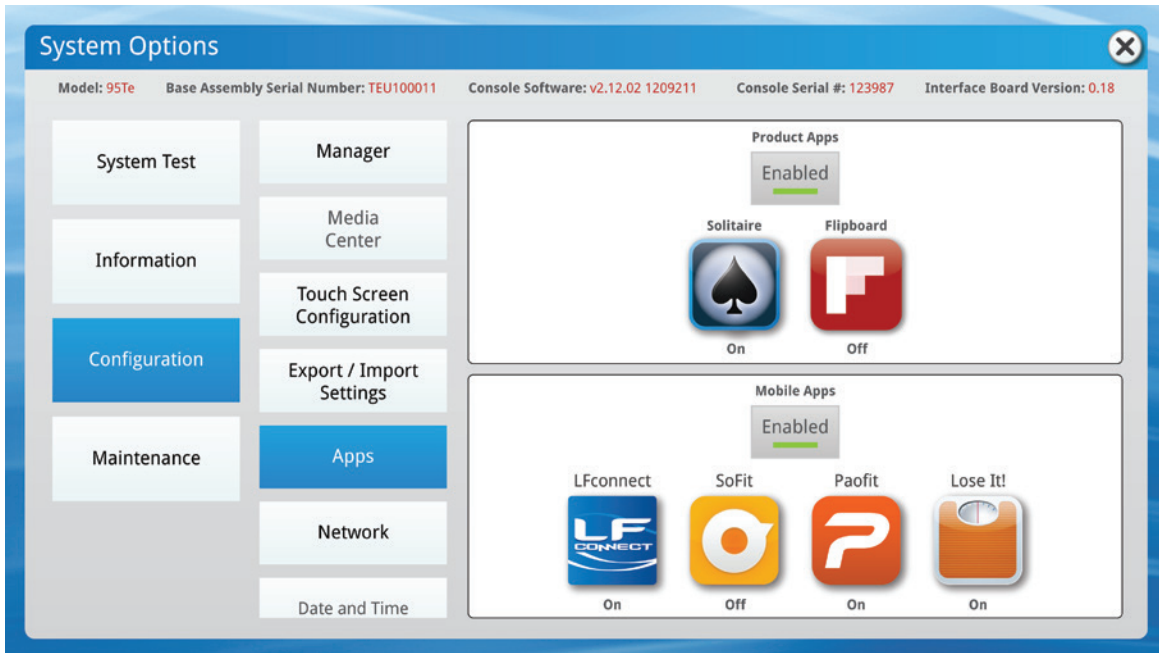 System Options
Model: 95Te Base Assembly Serial Number: TEU100011 Console Software: v2.12.02 1209211 Console Serial #: 123987 Interface Board Version: 0.18
System Test
Information
Configuration
Maintenance
Manager
Media
Center
Touch Screen
Configuration
Export / Import
Settings
Apps
Network
Date and Time
Product Apps
Enabled
Solitaire Flipboard
On Off
Mobile Apps
Enabled
LFconnect SoFit Paofit Lose It!
LF
CONNECT
On Off On On